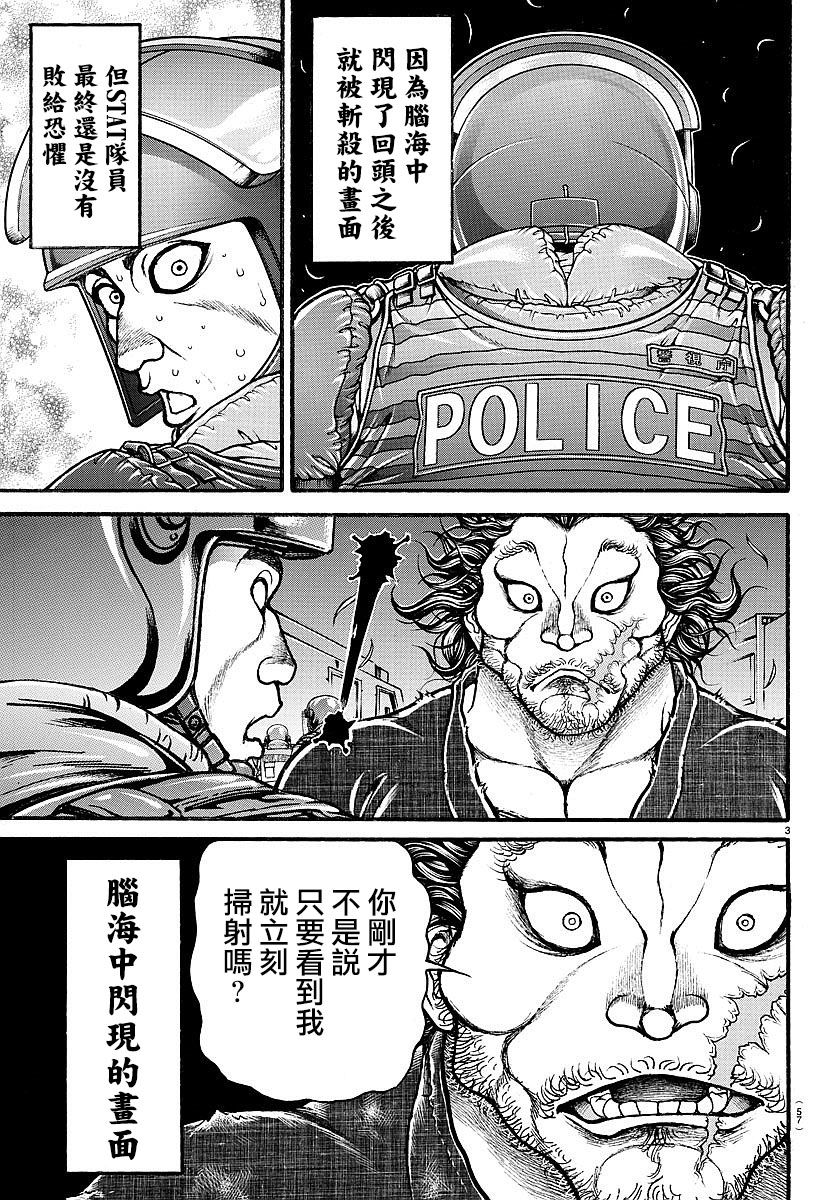 因為腦海中
閃現了回頭之後
就被斬殺的畫面
警視庁
POLICE
但STAT隊員
最終還是沒有
敗給恐懼
3
你剛才
不是說
只要看到我
就立刻
掃射嗎？
腦海中閃現的畫面
(57)